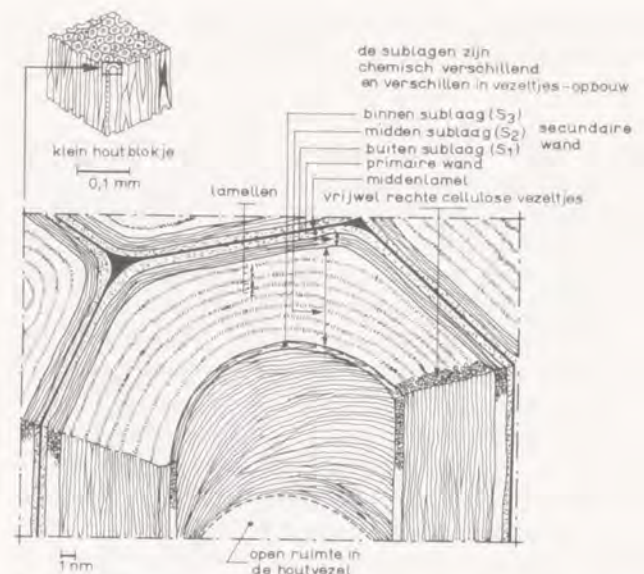 de sublagen zijn
chemisch verschillend
en verschillen in vezeltjes-opbouw
klein houtblokje
0,1 mm
binnen sublaag (S3)
midden sublaag (S2)
buiten sublaag (S1)
secundaire
wand
primaire wand
middenlamel
lamellen
vrijwel rechte cellulose vezeltjes
1 nm
open ruimte in
de houtvezel